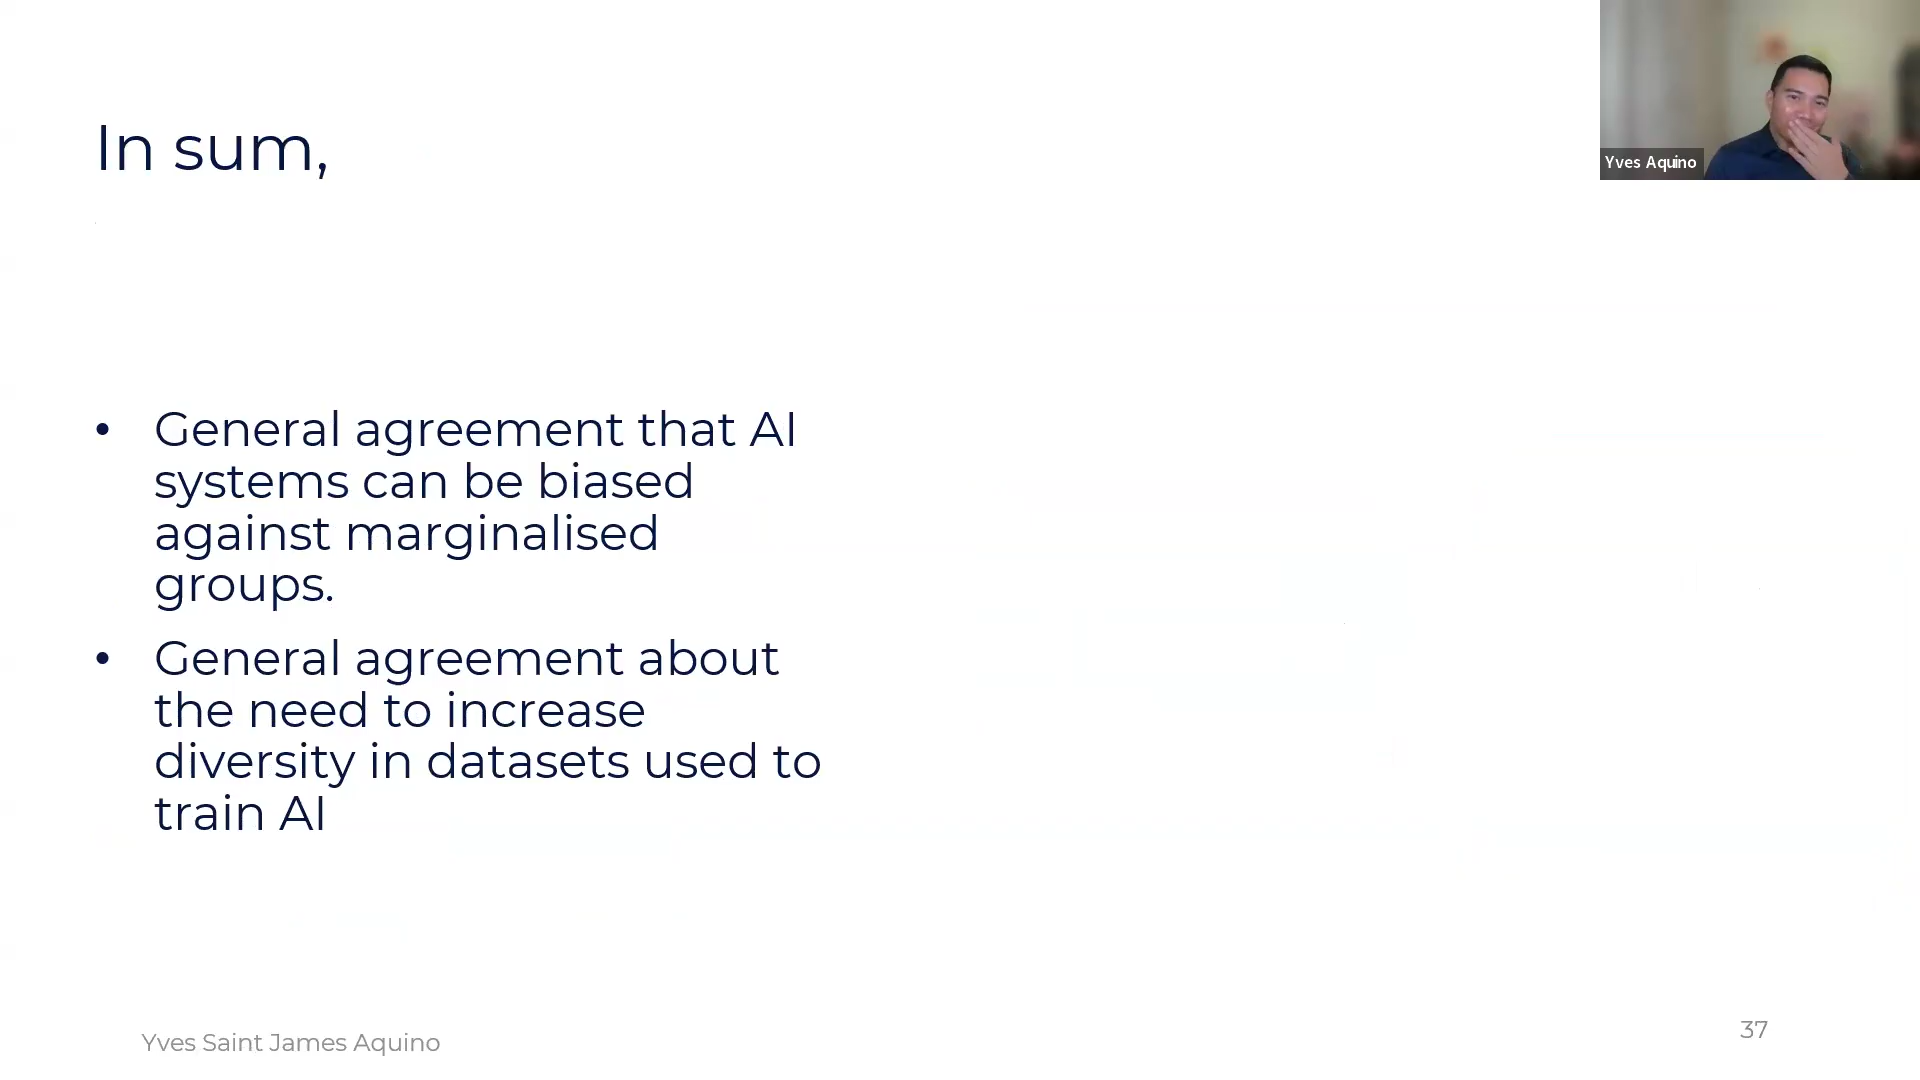 In sum,
Yves Aquino
• General agreement that AI
systems can be biased
against marginalised
groups.
• General agreement about
the need to increase
diversity in datasets used to
train AI
Yves Saint James Aquino
37